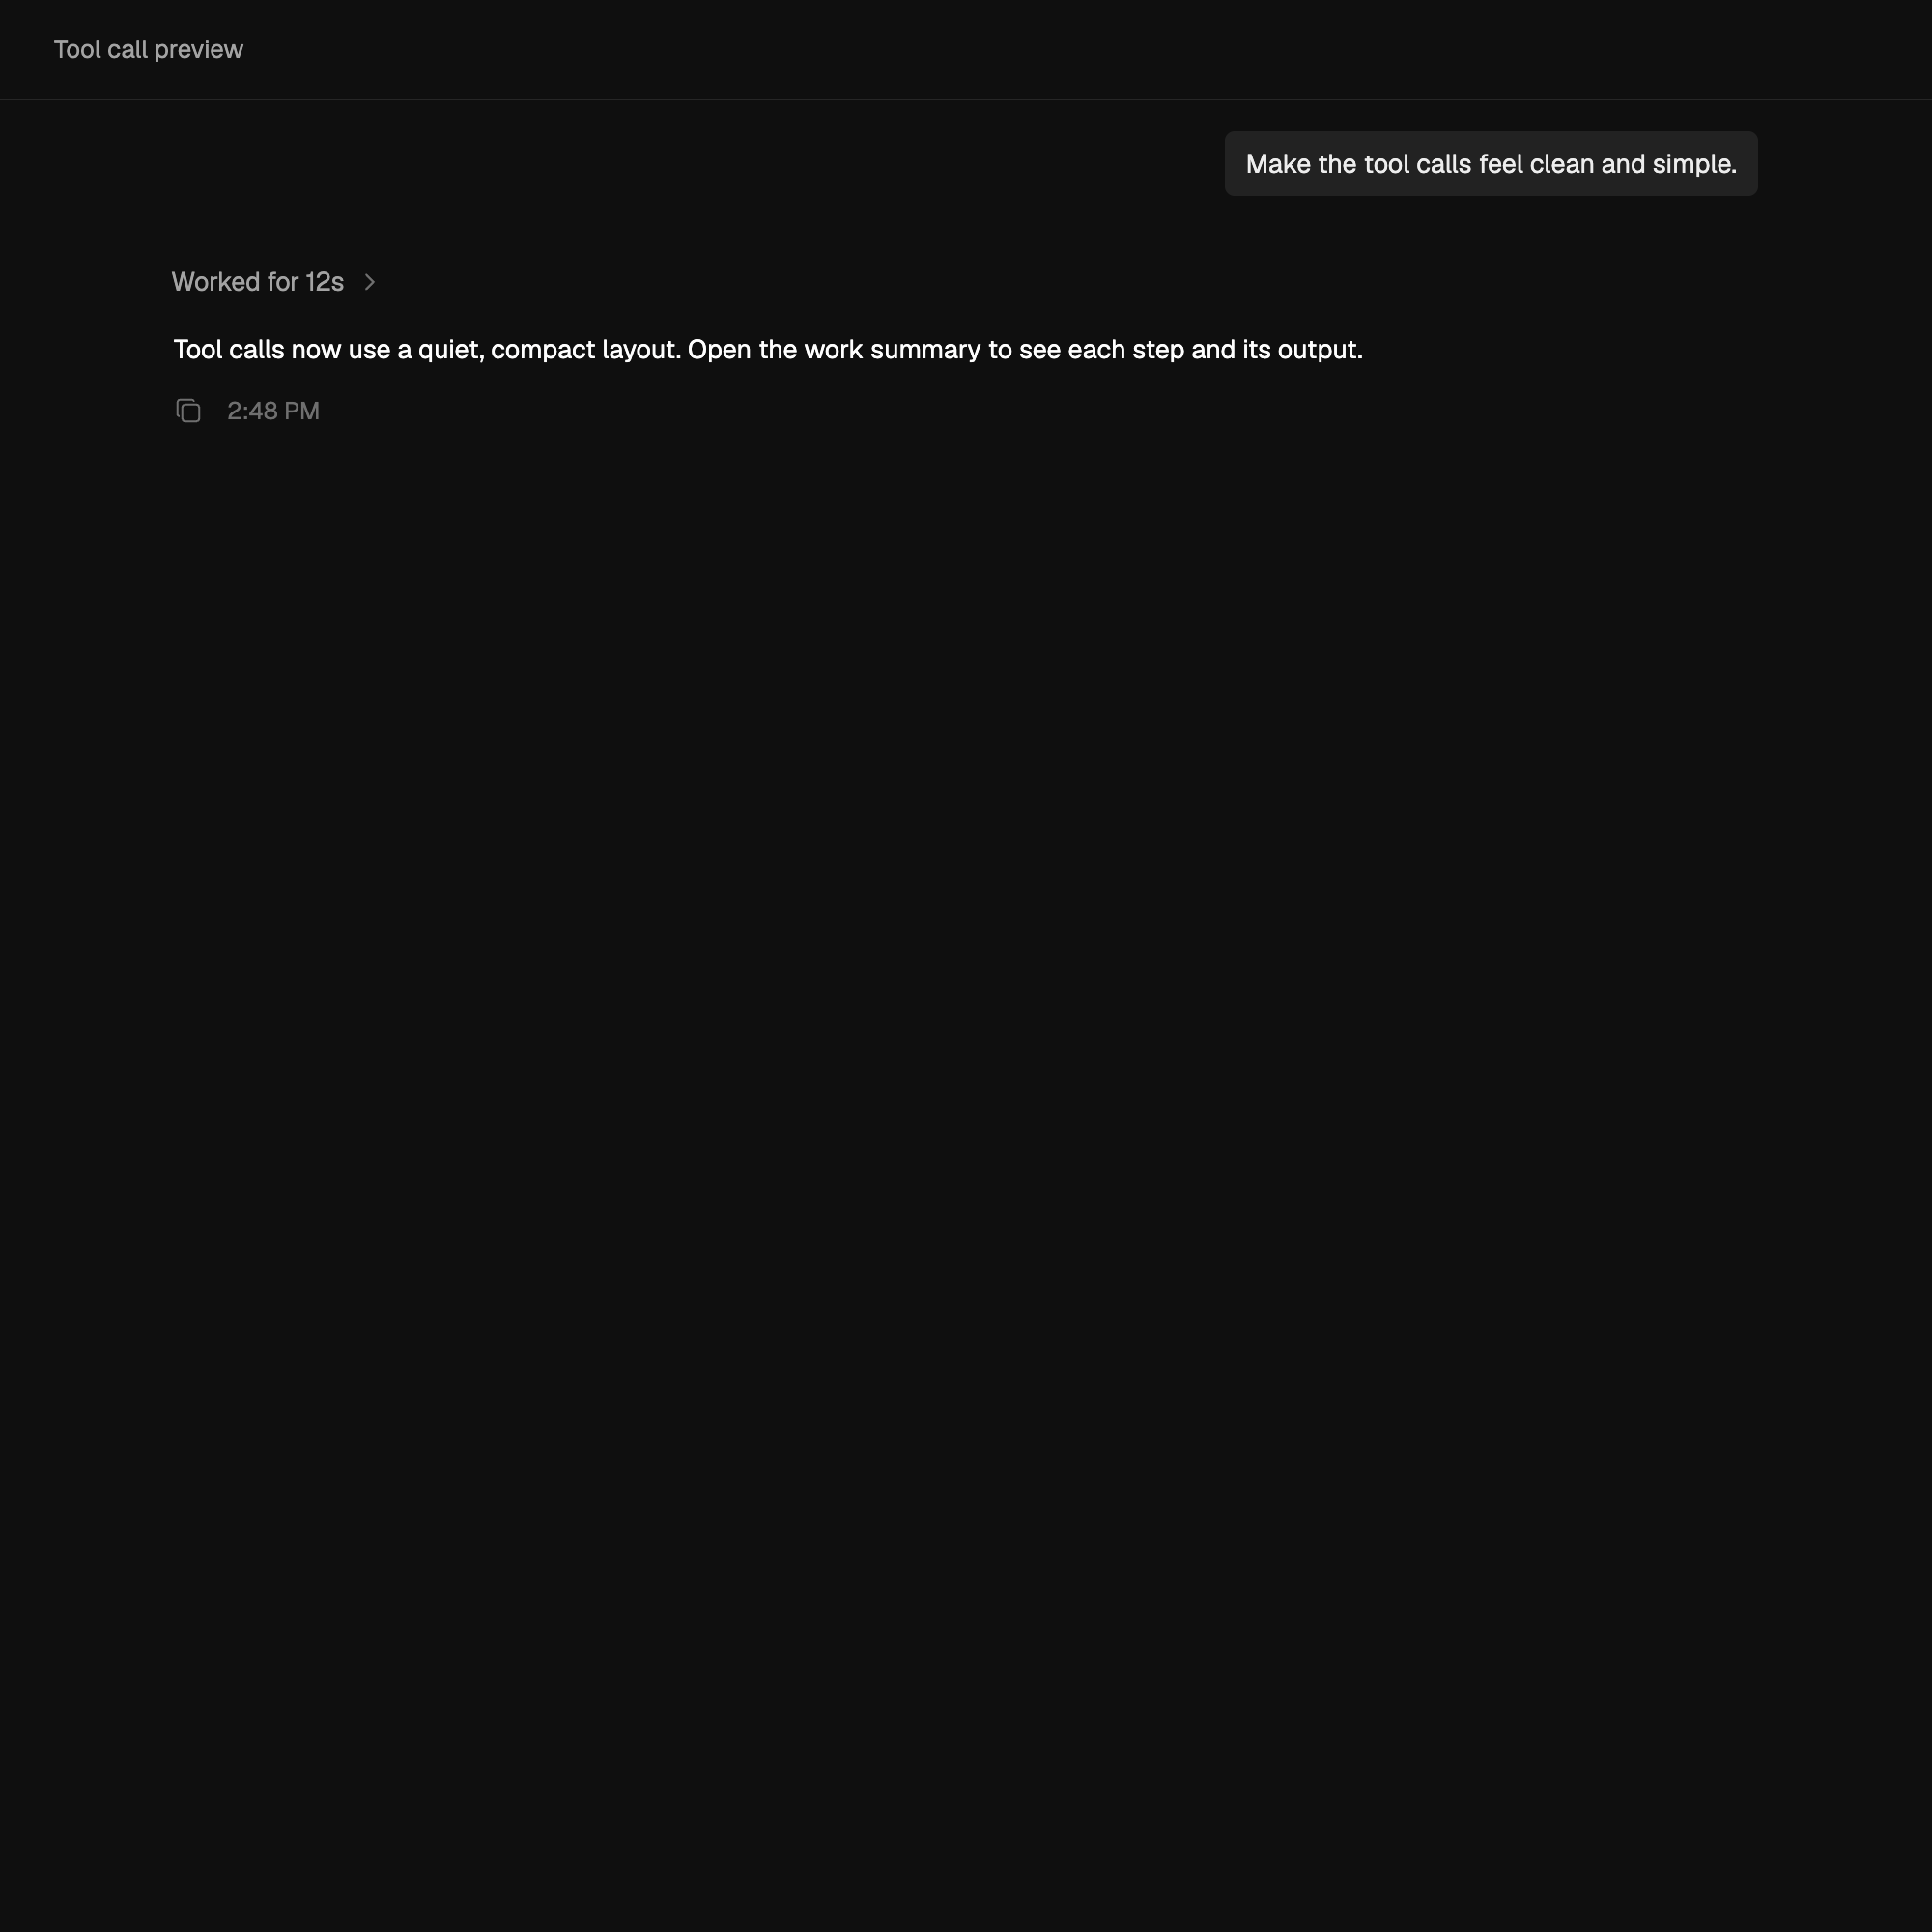 Tool call preview
Make the tool calls feel clean and simple.
Worked for 12s
Tool calls now use a quiet, compact layout. Open the work summary to see each step and its output.
2:48 PM